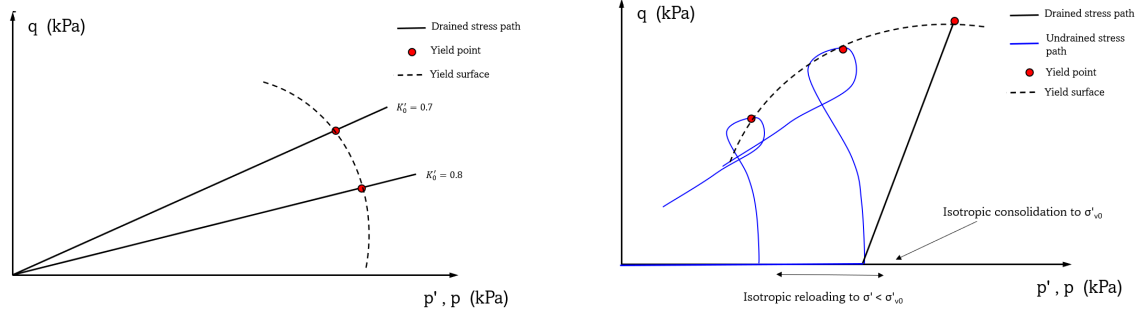 q (kPa)
Drained stress path
Yield point
Yield surface
K′₀ = 0.7
K′₀ = 0.8
p' , p (kPa)
q (kPa)
Drained stress path
Undrained stress
path
Yield point
Yield surface
Isotropic consolidation to σ'v0
p' , p (kPa)
Isotropic reloading to σ' < σ'v0